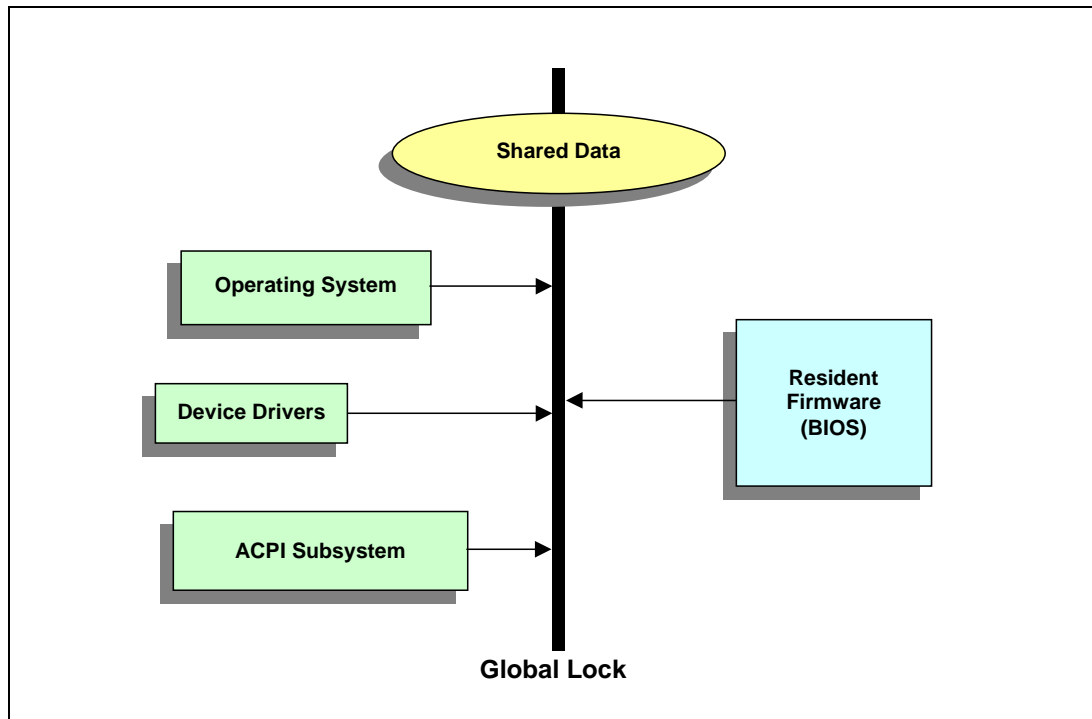 Shared Data
Operating System
Device Drivers
Resident
Firmware
(BIOS)
ACPI Subsystem
Global Lock